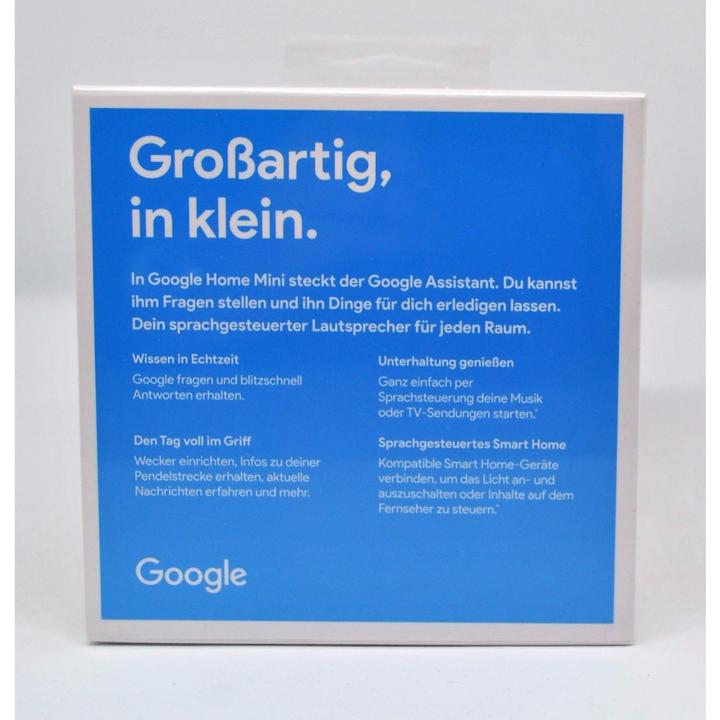 Großartig,
in klein.
In Google Home Mini steckt der Google Assistant. Du kannst
ihm Fragen stellen und ihn Dinge für dich erledigen lassen.
Dein sprachgesteuerter Lautsprecher für jeden Raum.
Wissen in Echtzeit
Google fragen und blitzschnell
Antworten erhalten.
Unterhaltung genießen
Ganz einfach per
Sprachsteuerung deine Musik
oder TV-Sendungen starten.*
Den Tag voll im Griff
Wecker einrichten, Infos zu deiner
Pendelstrecke erhalten, aktuelle
Nachrichten erfahren und mehr.
Sprachgesteuertes Smart Home
Kompatible Smart Home-Geräte
verbinden, um das Licht an- und
auszuschalten oder Inhalte auf dem
Fernseher zu steuern.*
Google